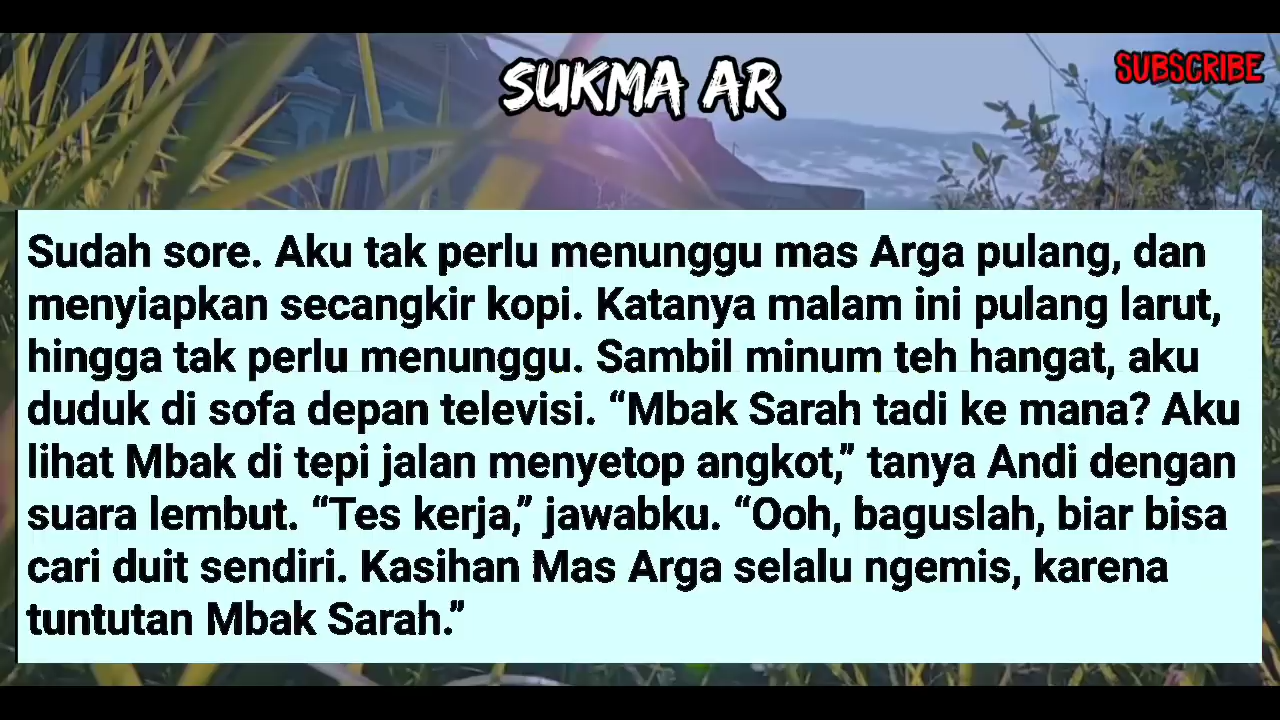 SUKMA AR
SUBSCRIBE
Sudah sore. Aku tak perlu menunggu mas Arga pulang, dan
menyiapkan secangkir kopi. Katanya malam ini pulang larut,
hingga tak perlu menunggu. Sambil minum teh hangat, aku
duduk di sofa depan televisi. “Mbak Sarah tadi ke mana? Aku
lihat Mbak di tepi jalan menyetop angkot,” tanya Andi dengan
suara lembut. “Tes kerja,” jawabku. “Ooh, baguslah, biar bisa
cari duit sendiri. Kasihan Mas Arga selalu ngemis, karena
tuntutan Mbak Sarah.”